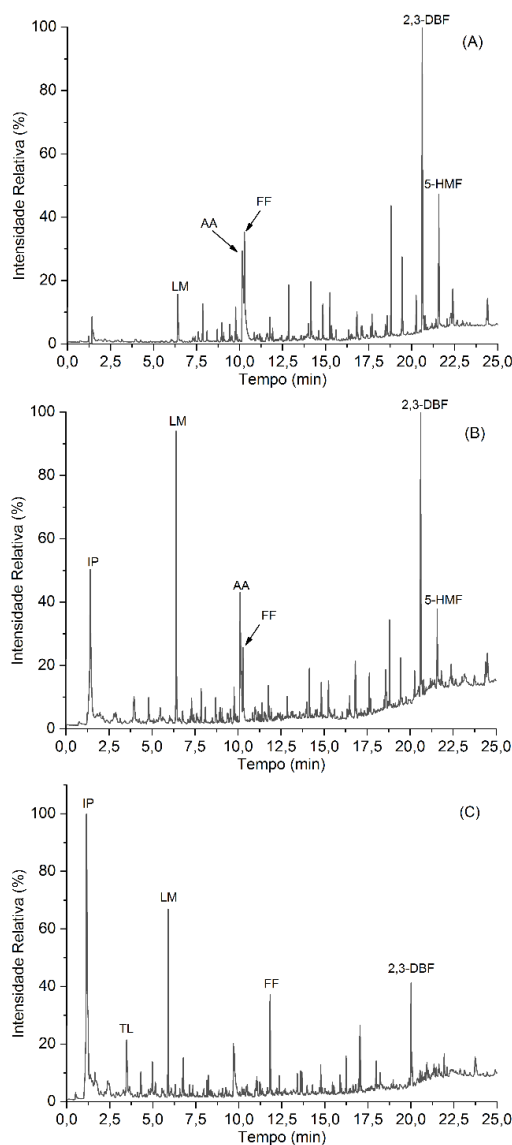 2,3-DBF
(A)
100
80
60
40
20
0
Intensidade Relativa (%)
5-HMF
FF
AA
LM
0,0 2,5 5,0 7,5 10,0 12,5 15,0 17,5 20,0 22,5 25,0
Tempo (min)
2,3-DBF
(B)
100
80
60
40
20
0
Intensidade Relativa (%)
LM
IP
AA
FF
5-HMF
0,0 2,5 5,0 7,5 10,0 12,5 15,0 17,5 20,0 22,5 25,0
Tempo (min)
(C)
100
80
60
40
20
0
Intensidade Relativa (%)
IP
LM
TL
FF
2,3-DBF
0,0 2,5 5,0 7,5 10,0 12,5 15,0 17,5 20,0 22,5 25,0
Tempo (min)